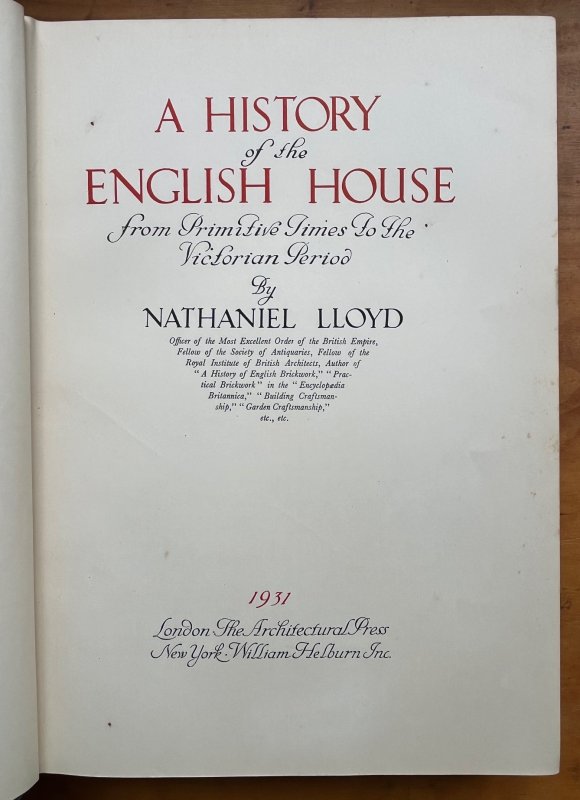 A HISTORY
of the
ENGLISH HOUSE
from Primitive Times To the
Victorian Period
By
NATHANIEL LLOYD
Officer of the Most Excellent Order of the British Empire,
Fellow of the Society of Antiquaries, Fellow of the
Royal Institute of British Architects, Author of
"A History of English Brickwork," "Prac-
tical Brickwork" in the "Encyclopædia
Britannica," "Building Craftsman-
ship," "Garden Craftsmanship,"
etc., etc.
1931
London · The Architectural Press
New York · William Helburn Inc.